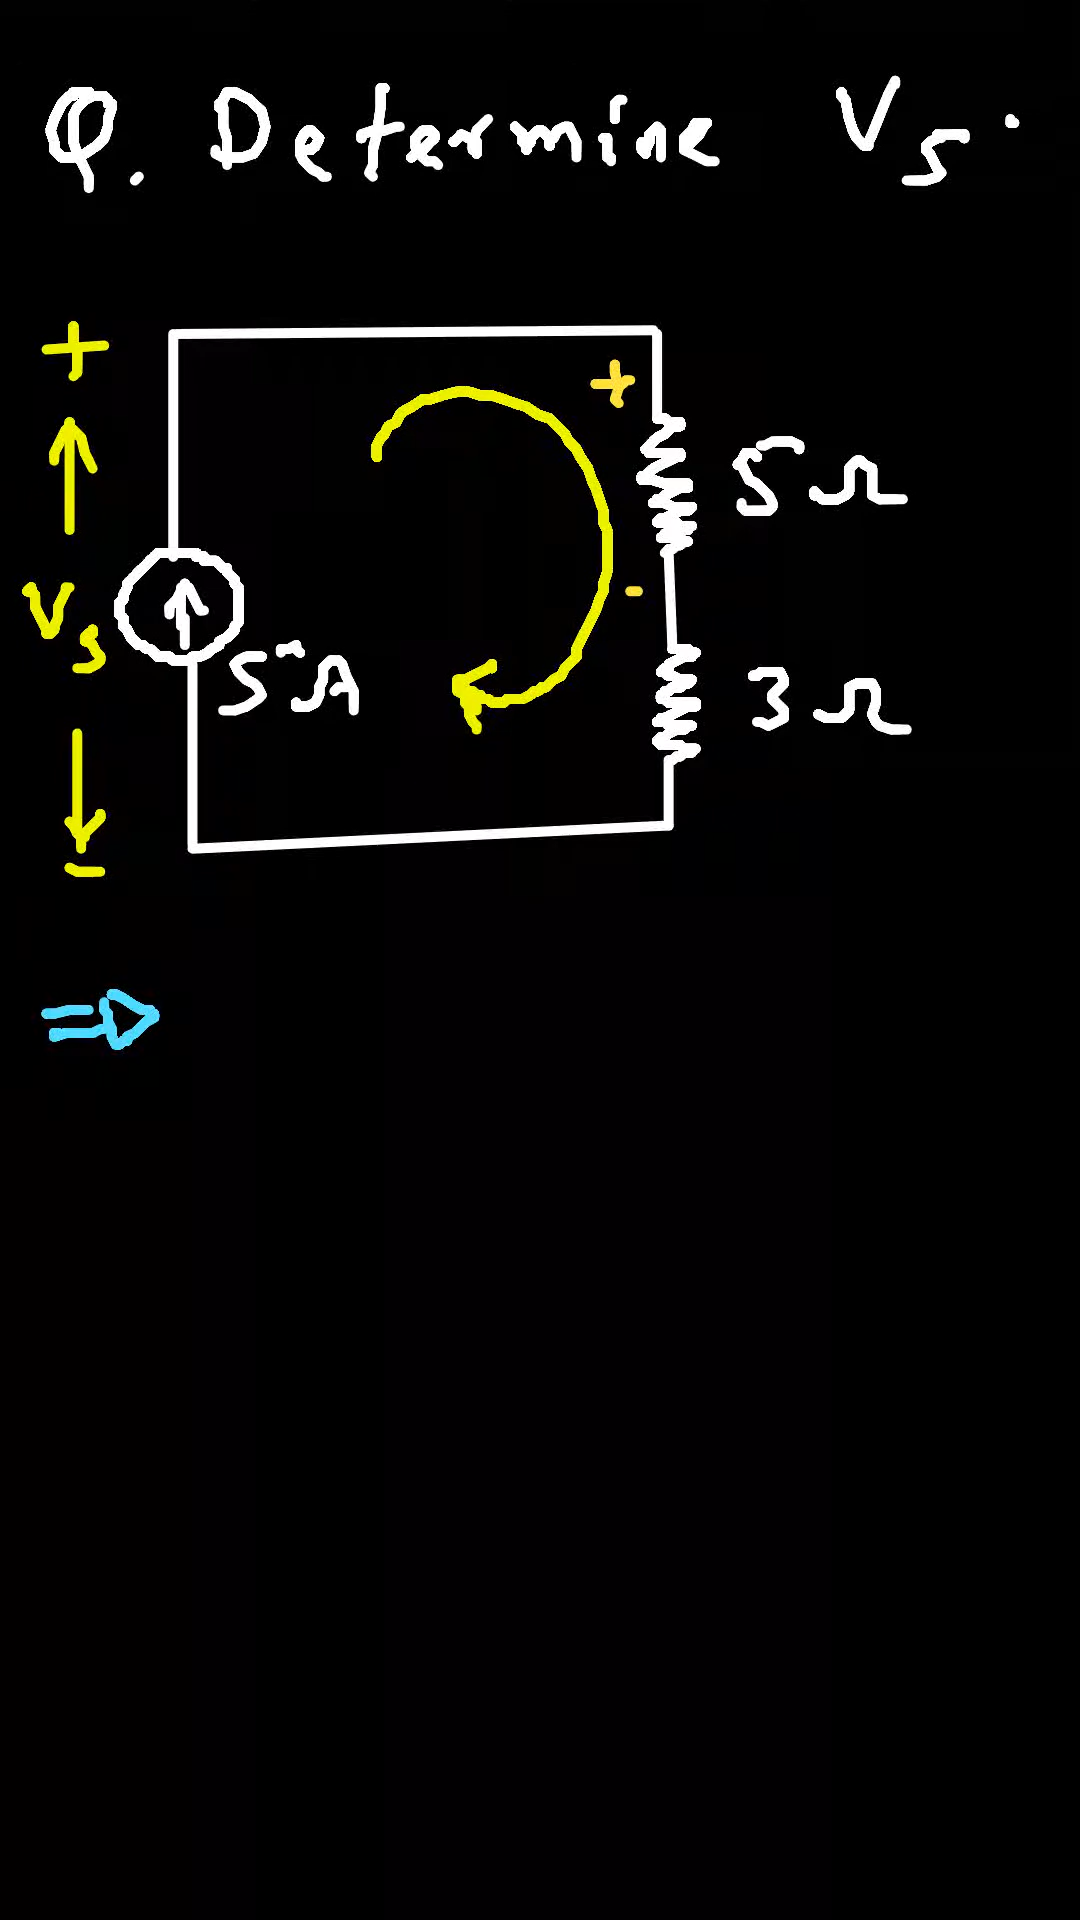 Q. Determine Vs.
+
+
5Ω
Vs
-
5A
3Ω
-